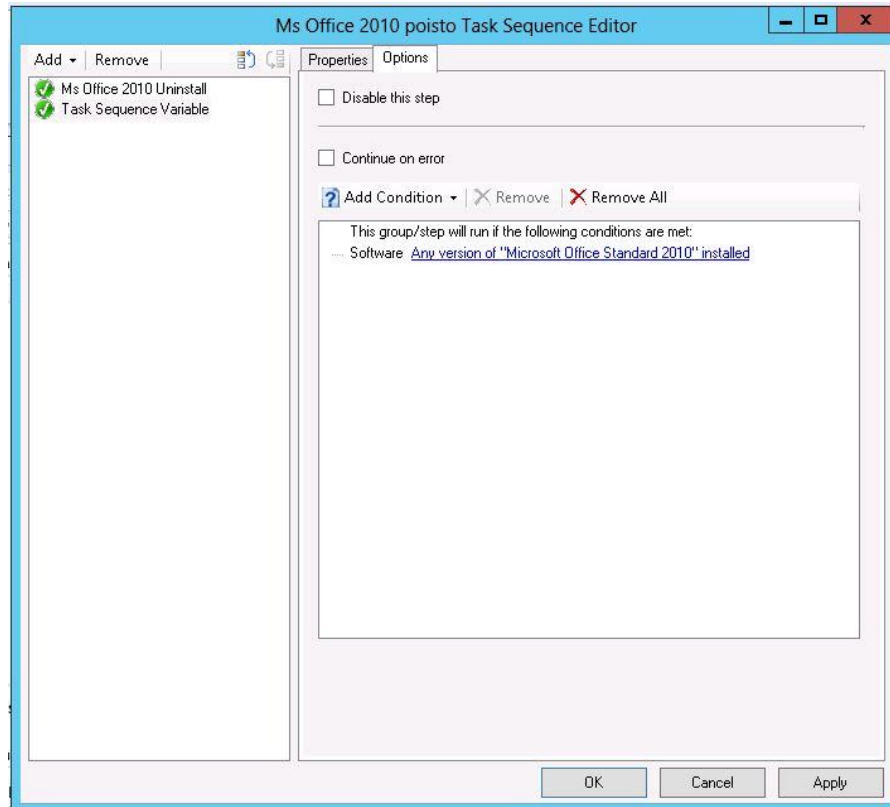 Ms Office 2010 poisto Task Sequence Editor
Add Remove
Properties Options
Ms Office 2010 Uninstall
Task Sequence Variable
Disable this step
Continue on error
Add Condition Remove Remove All
This group/step will run if the following conditions are met:
Software Any version of "Microsoft Office Standard 2010" installed
OK Cancel Apply